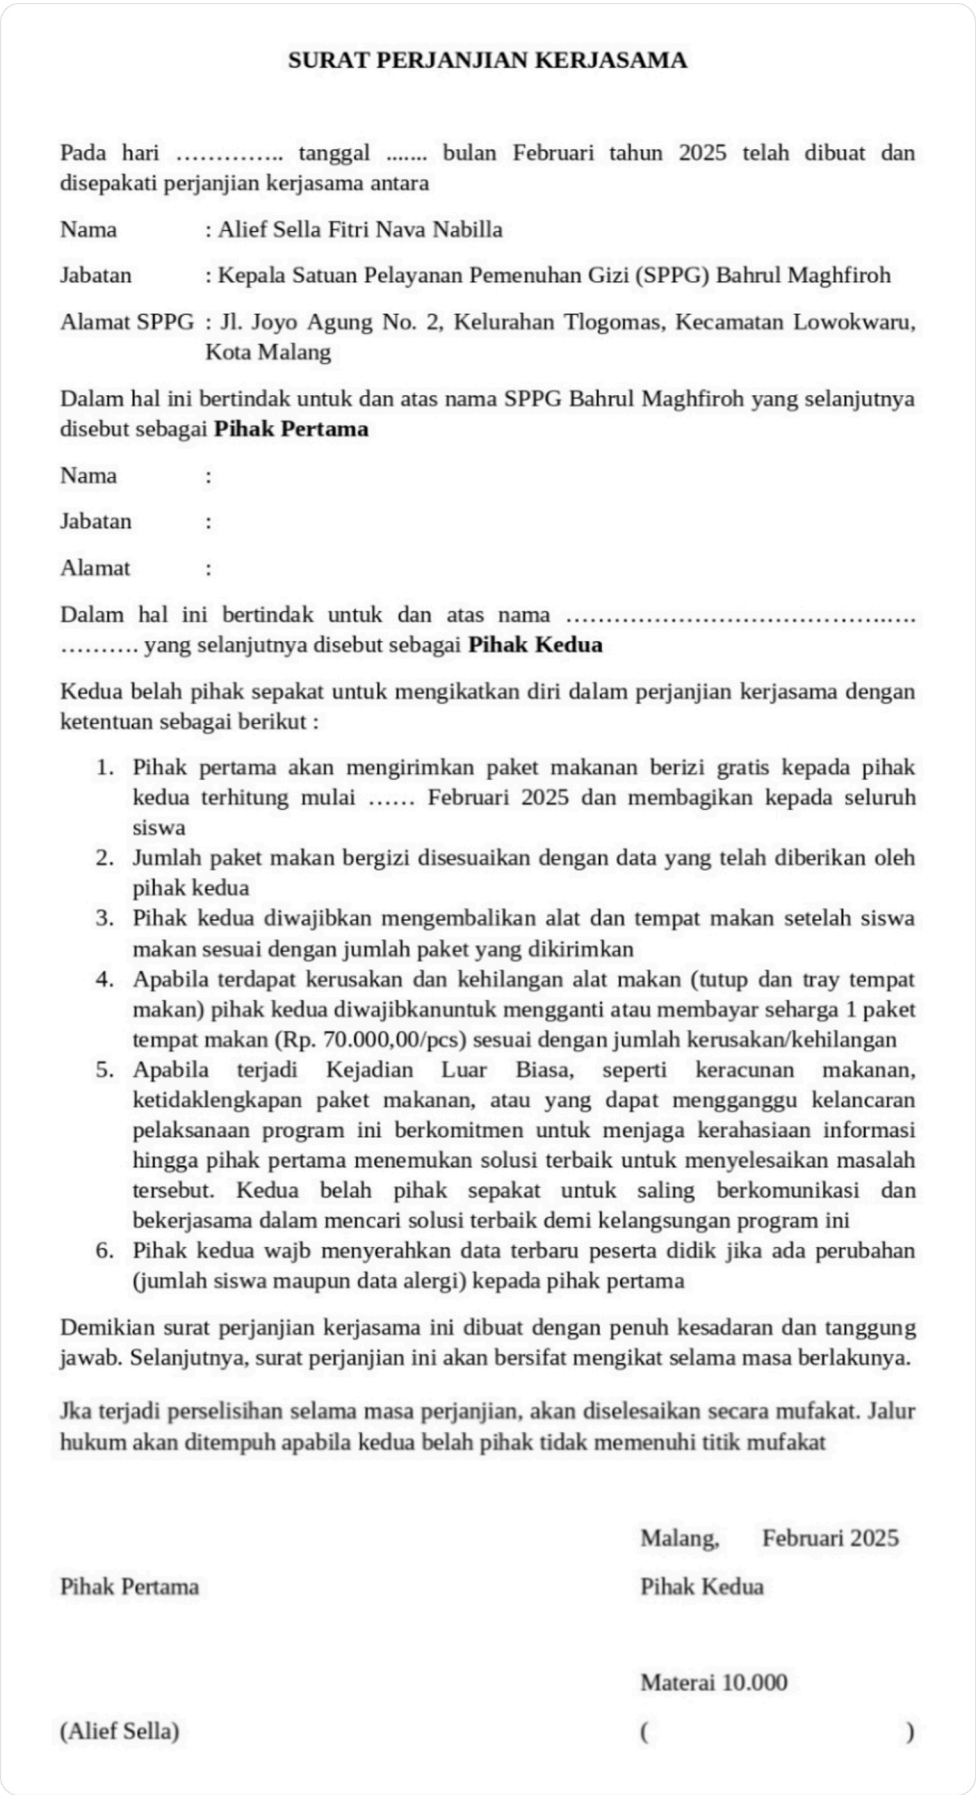 SURAT PERJANJIAN KERJASAMA
Pada hari ………….. tanggal ....... bulan Februari tahun 2025 telah dibuat dan
disepakati perjanjian kerjasama antara
Nama : Alief Sella Fitri Nava Nabilla
Jabatan : Kepala Satuan Pelayanan Pemenuhan Gizi (SPPG) Bahrul Maghfiroh
Alamat SPPG : Jl. Joyo Agung No. 2, Kelurahan Tlogomas, Kecamatan Lowokwaru,
Kota Malang
Dalam hal ini bertindak untuk dan atas nama SPPG Bahrul Maghfiroh yang selanjutnya
disebut sebagai Pihak Pertama
Nama :
Jabatan :
Alamat :
Dalam hal ini bertindak untuk dan atas nama ………………………………….….
………. yang selanjutnya disebut sebagai Pihak Kedua
Kedua belah pihak sepakat untuk mengikatkan diri dalam perjanjian kerjasama dengan
ketentuan sebagai berikut :
1. Pihak pertama akan mengirimkan paket makanan berizi gratis kepada pihak
kedua terhitung mulai …… Februari 2025 dan membagikan kepada seluruh
siswa
2. Jumlah paket makan bergizi disesuaikan dengan data yang telah diberikan oleh
pihak kedua
3. Pihak kedua diwajibkan mengembalikan alat dan tempat makan setelah siswa
makan sesuai dengan jumlah paket yang dikirimkan
4. Apabila terdapat kerusakan dan kehilangan alat makan (tutup dan tray tempat
makan) pihak kedua diwajibkanuntuk mengganti atau membayar seharga 1 paket
tempat makan (Rp. 70.000,00/pcs) sesuai dengan jumlah kerusakan/kehilangan
5. Apabila terjadi Kejadian Luar Biasa, seperti keracunan makanan,
ketidaklengkapan paket makanan, atau yang dapat mengganggu kelancaran
pelaksanaan program ini berkomitmen untuk menjaga kerahasiaan informasi
hingga pihak pertama menemukan solusi terbaik untuk menyelesaikan masalah
tersebut. Kedua belah pihak sepakat untuk saling berkomunikasi dan
bekerjasama dalam mencari solusi terbaik demi kelangsungan program ini
6. Pihak kedua wajb menyerahkan data terbaru peserta didik jika ada perubahan
(jumlah siswa maupun data alergi) kepada pihak pertama
Demikian surat perjanjian kerjasama ini dibuat dengan penuh kesadaran dan tanggung
jawab. Selanjutnya, surat perjanjian ini akan bersifat mengikat selama masa berlakunya.
Jka terjadi perselisihan selama masa perjanjian, akan diselesaikan secara mufakat. Jalur
hukum akan ditempuh apabila kedua belah pihak tidak memenuhi titik mufakat
Malang, Februari 2025
Pihak Pertama Pihak Kedua
Materai 10.000
(Alief Sella) ( )